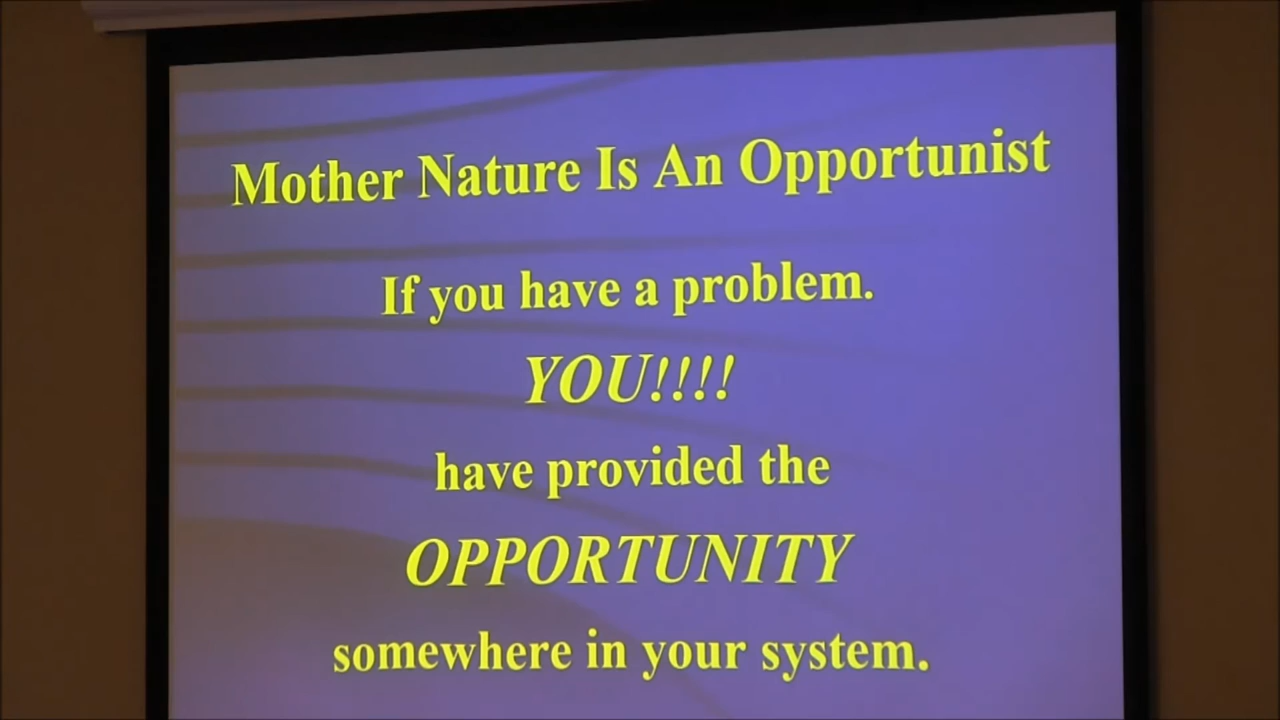 Mother Nature Is An Opportunist
If you have a problem.
YOU!!!!
have provided the
OPPORTUNITY
somewhere in your system.